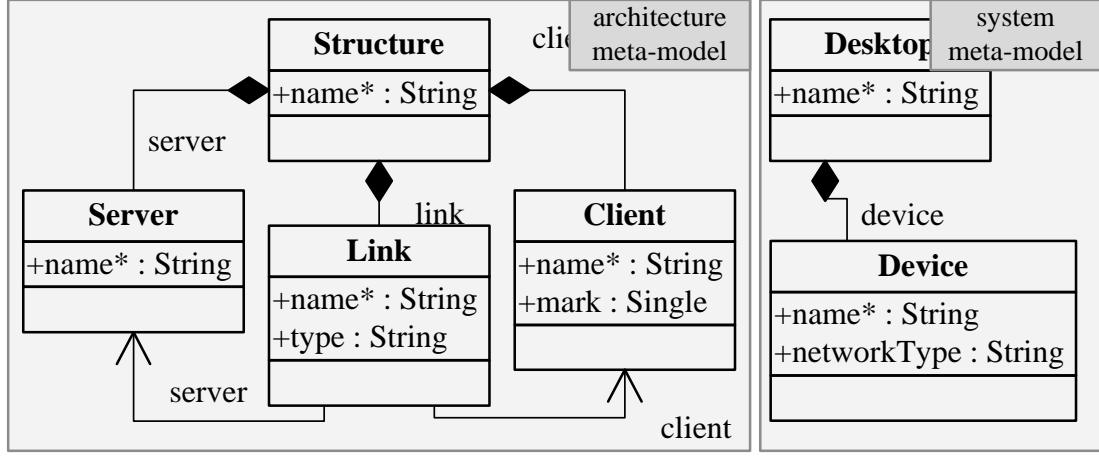 architecture
meta-model
Structure
+name* : String
server
Server
+name* : String
link
Link
+name* : String
+type : String
Client
+name* : String
+mark : Single
server
client
system
meta-model
+name* : String
device
Device
+name* : String
+networkType : String